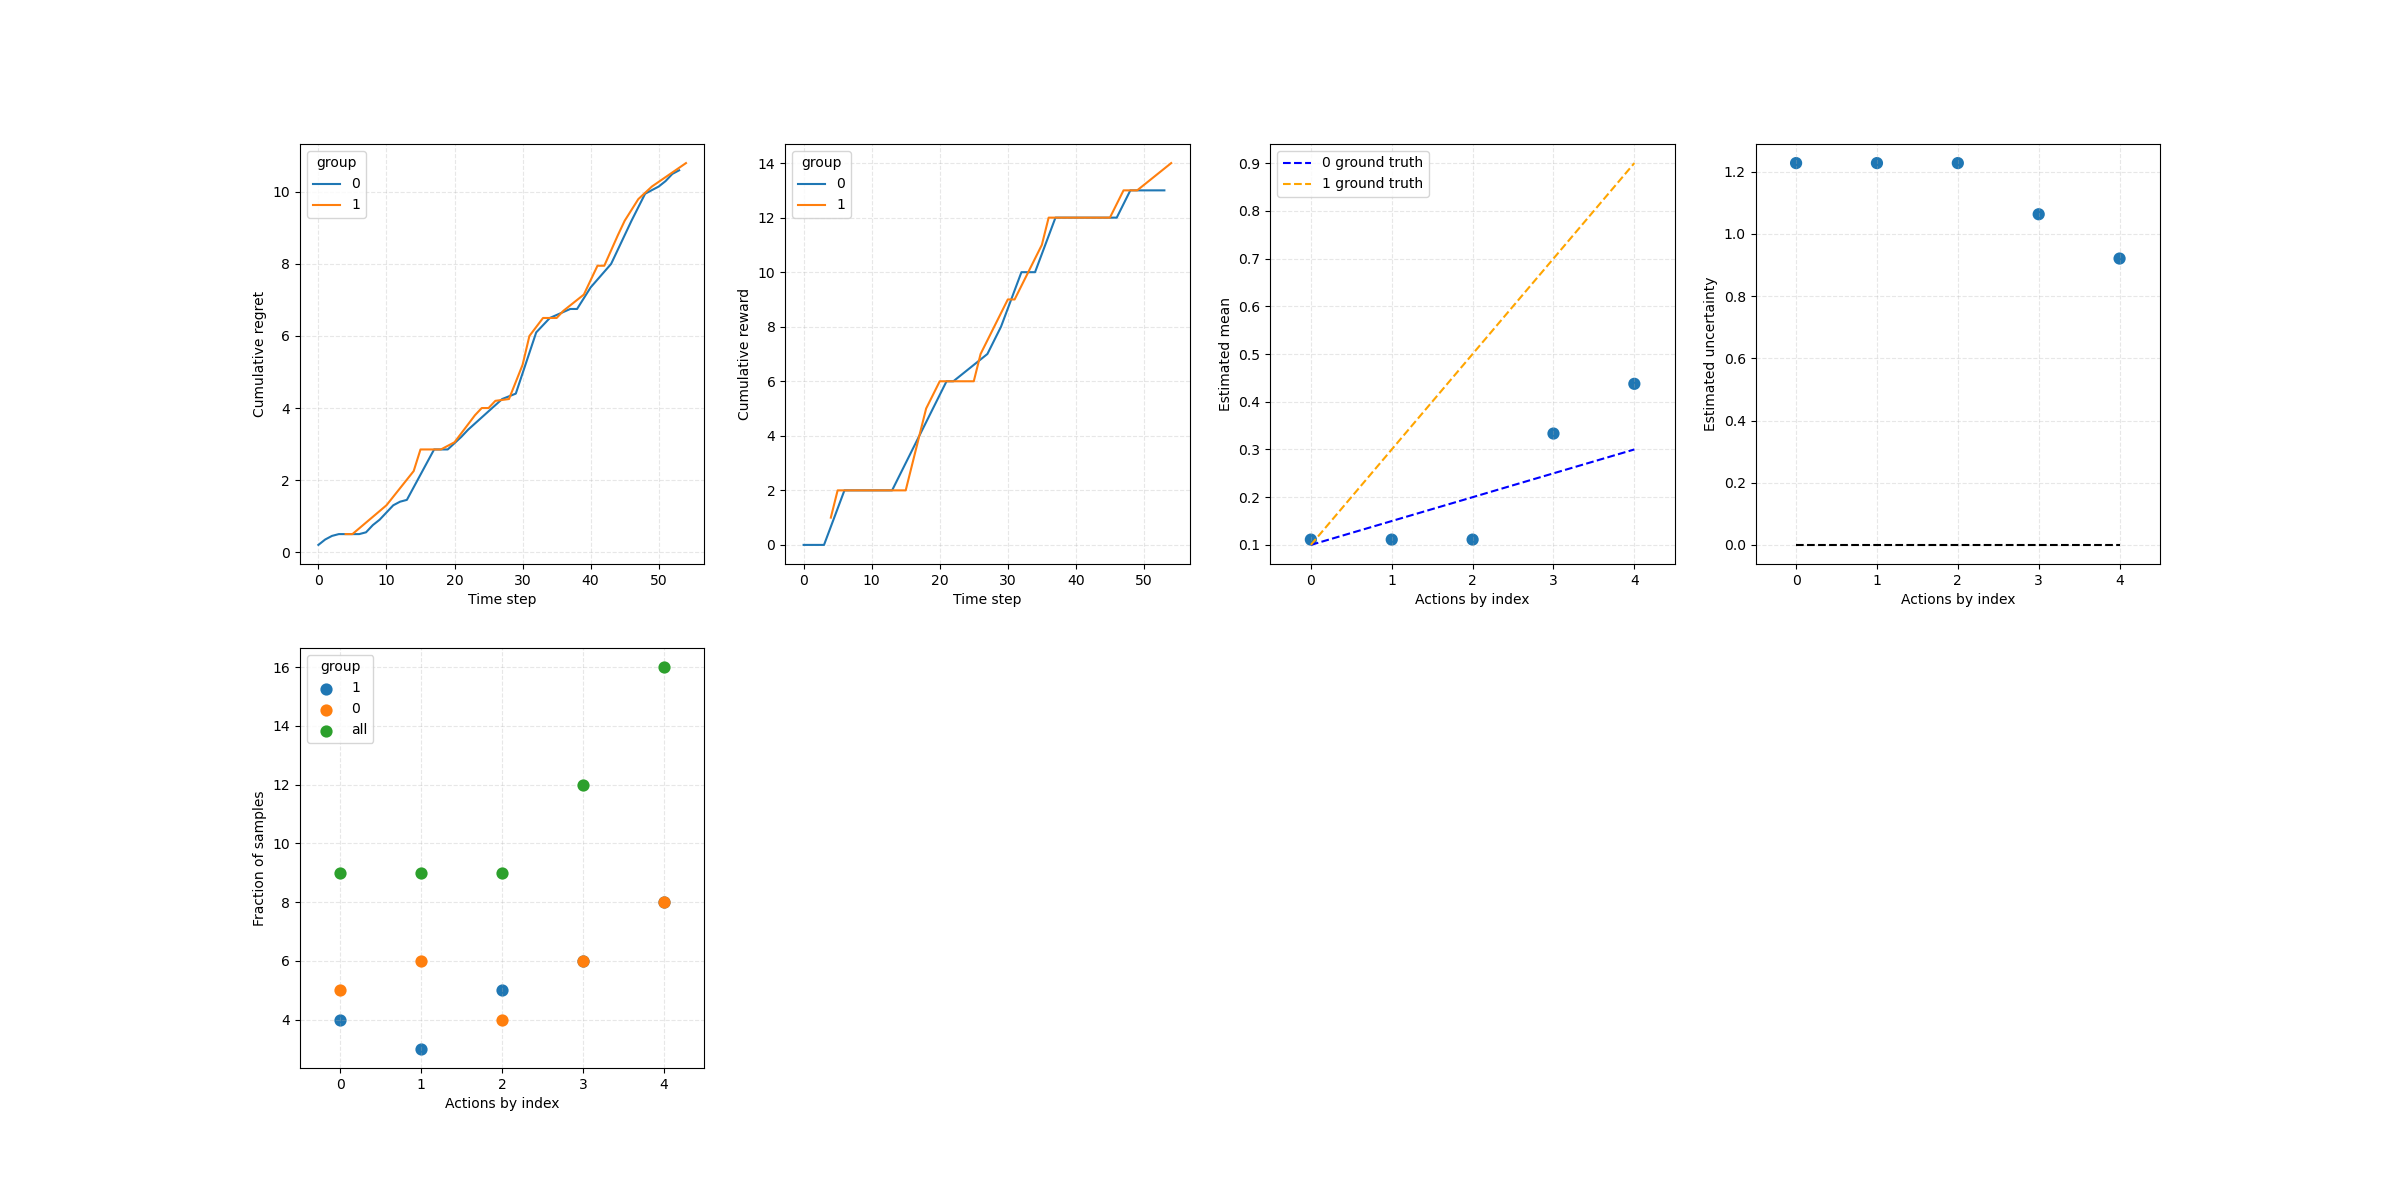 Cumulative regret
10
8
6
4
2
0
group
0
1
0 10 20 30 40 50
Time step
Cumulative reward
14
12
10
8
6
4
2
0
group
0
1
0 10 20 30 40 50
Time step
Estimated mean
0.9
0.8
0.7
0.6
0.5
0.4
0.3
0.2
0.1
0 ground truth
1 ground truth
0 1 2 3 4
Actions by index
Estimated uncertainty
1.2
1.0
0.8
0.6
0.4
0.2
0.0
0 1 2 3 4
Actions by index
Fraction of samples
16
14
12
10
8
6
4
group
1
0
all
0 1 2 3 4
Actions by index